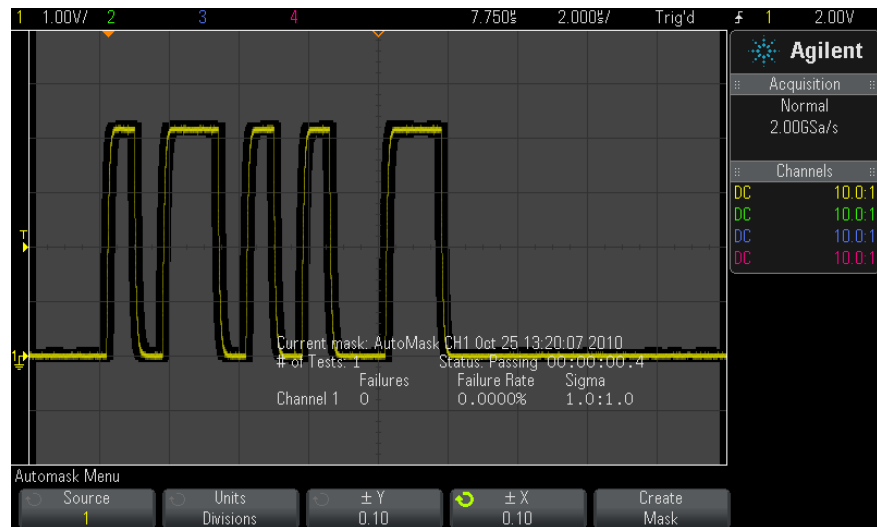 1 1.00V/ 2 3 4 7.750s 2.000s/ Trig'd 1 2.00V
Agilent
Acquisition
Normal
2.00GSa/s
Channels
DC 10.0:1
DC 10.0:1
DC 10.0:1
DC 10.0:1
T
1
Current mask: AutoMask CH1 Oct 25 13:20:07 2010
# of Tests: 1 Status: Passing 00:00:00.4
Failures Failure Rate Sigma
Channel 1 0 0.0000% 1.0:1.0
Automask Menu
Source
1
Units
Divisions
± Y
0.10
± X
0.10
Create
Mask